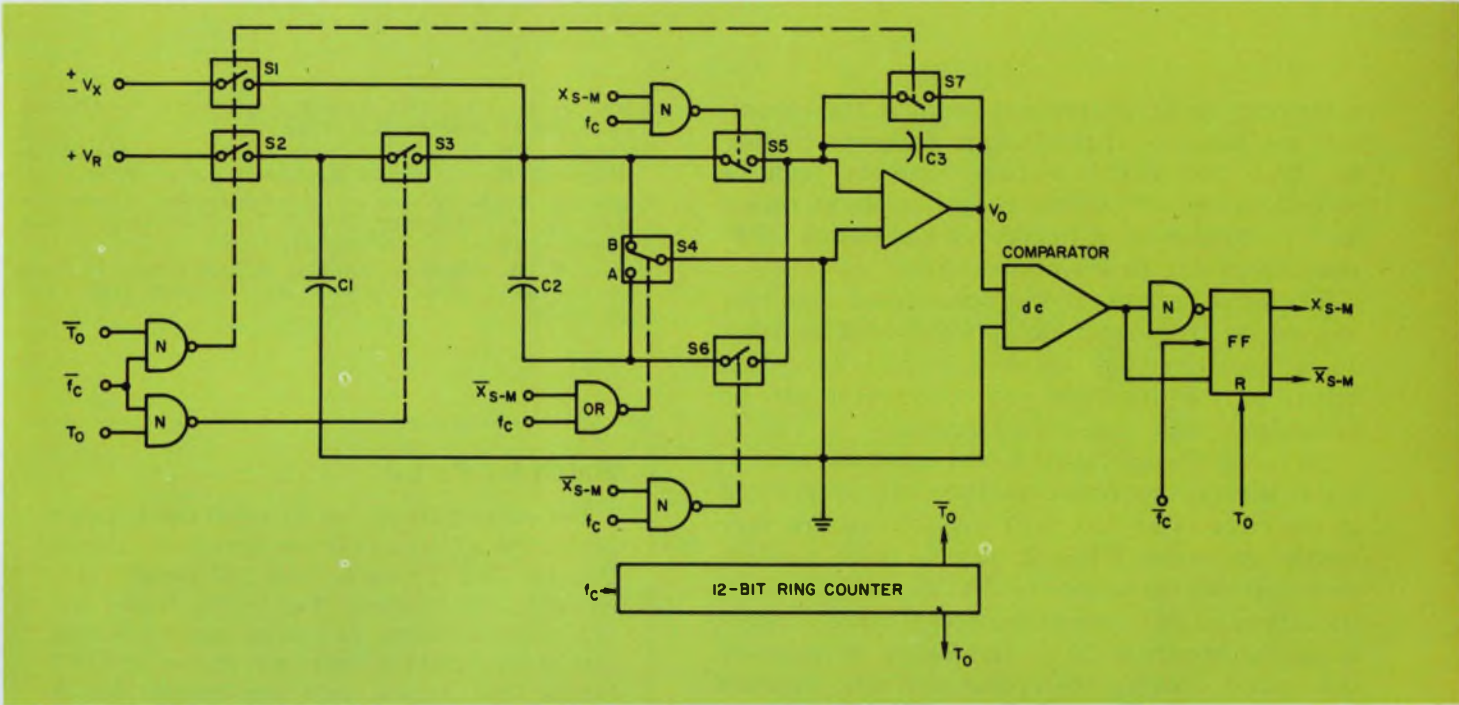 S1
± V_X
S7
X_S-M
f_C
N
S2
+ V_R
S3
S5
C3
V_O
B
S4
A
COMPARATOR
C1
C2
dc
N
X_S-M
T̅_O
N
S6
FF
f̅_C
X̅_S-M
R
X̅_S-M
OR
f_C
T_O
N
X̅_S-M
N
f_C
T̅_O
f̅_C
T_O
f_C
12-BIT RING COUNTER
T_O